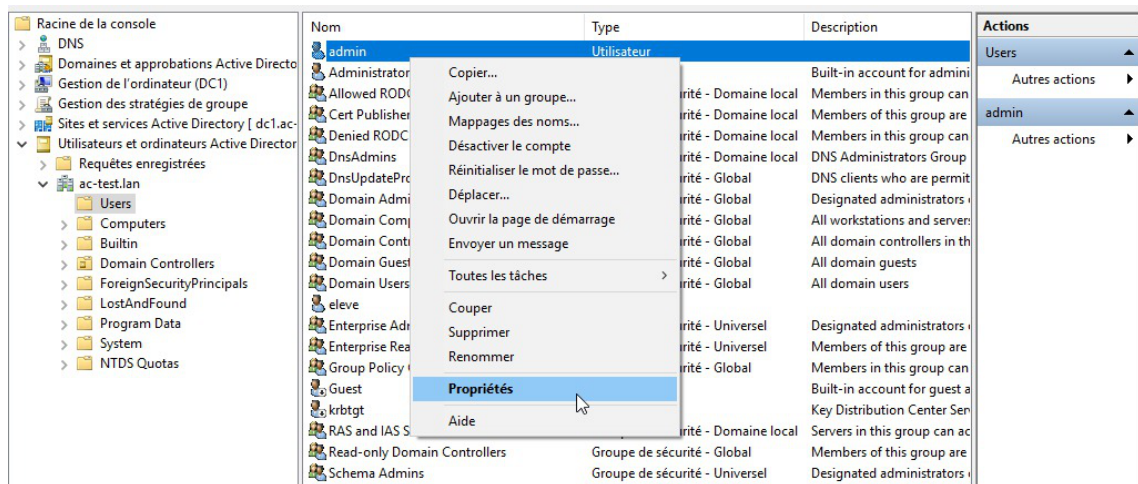 Racine de la console
DNS
Domaines et approbations Active Directo
Gestion de l'ordinateur (DC1)
Gestion des stratégies de groupe
Sites et services Active Directory [ dc1.ac-
Utilisateurs et ordinateurs Active Director
Requêtes enregistrées
ac-test.lan
Users
Computers
Builtin
Domain Controllers
ForeignSecurityPrincipals
LostAndFound
Program Data
System
NTDS Quotas
Nom Type Description
admin Utilisateur
Administrator Built-in account for admini
Allowed RODC rité - Domaine local Members in this group can
Cert Publisher rité - Domaine local Members of this group are
Denied RODC rité - Domaine local Members in this group can
DnsAdmins rité - Domaine local DNS Administrators Group
DnsUpdatePro rité - Global DNS clients who are permit
Domain Admi rité - Global Designated administrators
Domain Comp rité - Global All workstations and servers
Domain Contr rité - Global All domain controllers in th
Domain Guest rité - Global All domain guests
Domain Users rité - Global All domain users
eleve
Enterprise Adr rité - Universel Designated administrators
Enterprise Rea rité - Universel Members of this group are
Group Policy rité - Global Members in this group can
Guest Built-in account for guest a
krbtgt Key Distribution Center Serv
RAS and IAS S rité - Domaine local Servers in this group can ac
Read-only Domain Controllers Groupe de sécurité - Global Members of this group are
Schema Admins Groupe de sécurité - Universel Designated administrators
Copier...
Ajouter à un groupe...
Mappages des noms...
Désactiver le compte
Réinitialiser le mot de passe...
Déplacer...
Ouvrir la page de démarrage
Envoyer un message
Toutes les tâches
Couper
Supprimer
Renommer
Propriétés
Aide
Actions
Users
Autres actions
admin
Autres actions